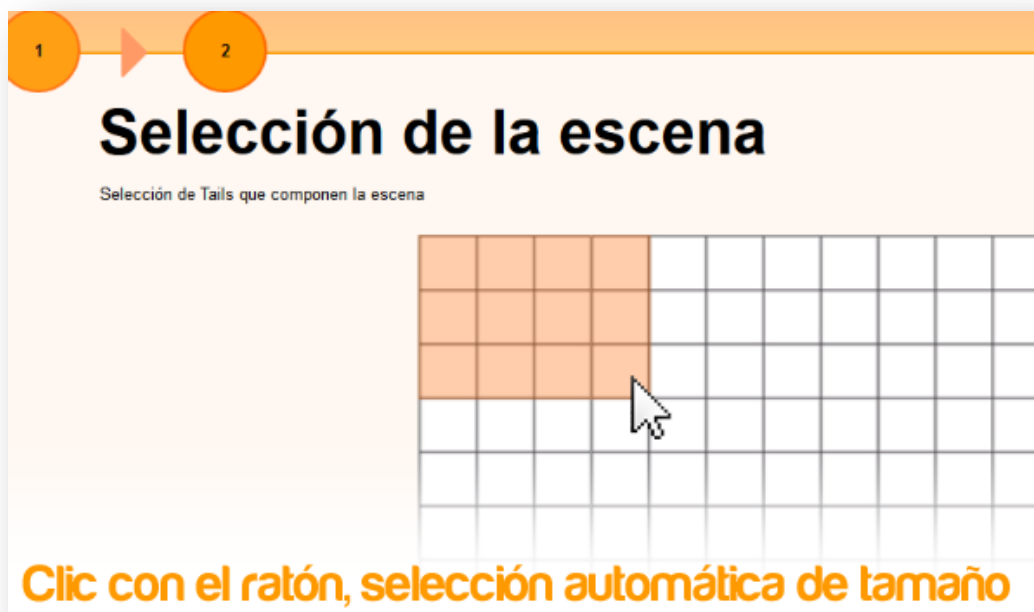 1
2
Selección de la escena
Selección de Tails que componen la escena
Clic con el ratón, selección automática de tamaño